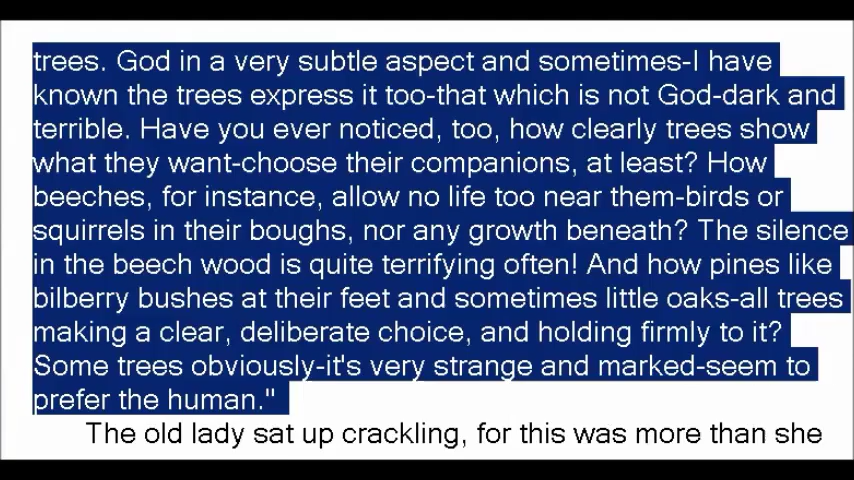 trees. God in a very subtle aspect and sometimes-I have
known the trees express it too-that which is not God-dark and
terrible. Have you ever noticed, too, how clearly trees show
what they want-choose their companions, at least? How
beeches, for instance, allow no life too near them-birds or
squirrels in their boughs, nor any growth beneath? The silence
in the beech wood is quite terrifying often! And how pines like
bilberry bushes at their feet and sometimes little oaks-all trees
making a clear, deliberate choice, and holding firmly to it?
Some trees obviously-it's very strange and marked-seem to
prefer the human."
The old lady sat up crackling, for this was more than she